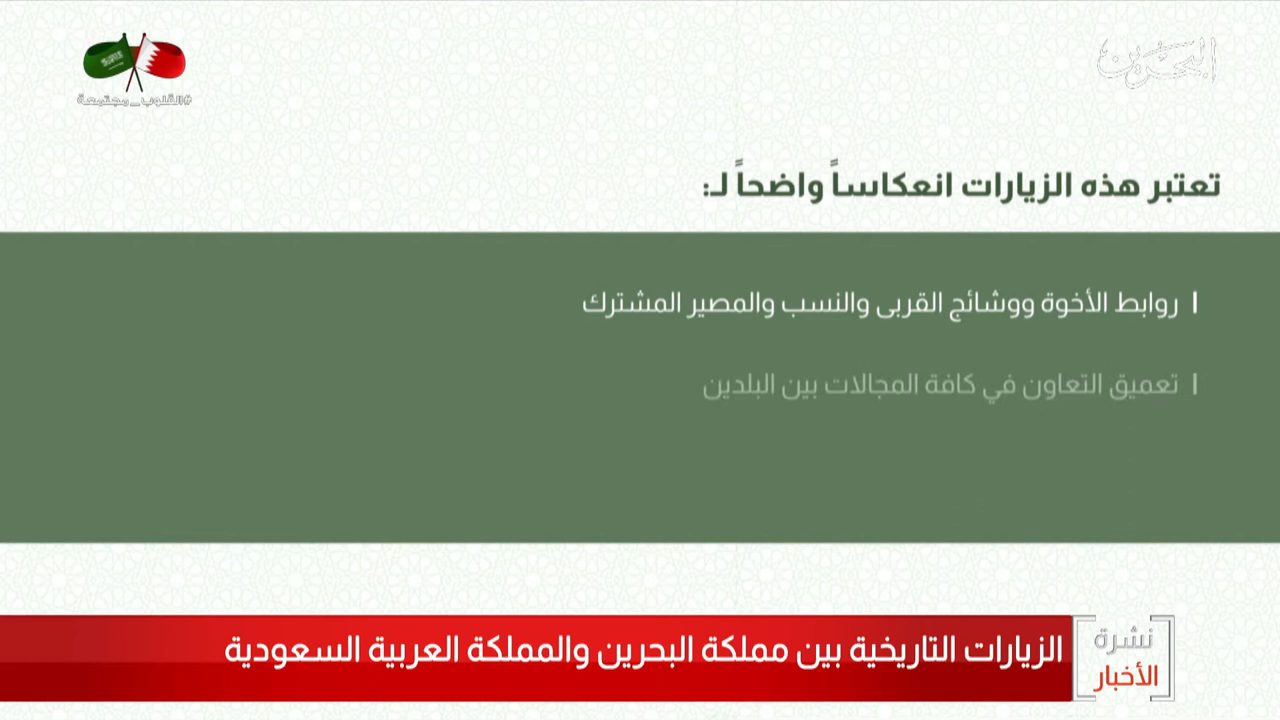 البحرين
#القلوب_مجتمعة
تعتبر هذه الزيارات انعكاساً واضحاً لـ:
روابط الأخوة ووشائج القربى والنسب والمصير المشترك
تعميق التعاون في كافة المجالات بين البلدين
نشرة
الأخبار
الزيارات التاريخية بين مملكة البحرين والمملكة العربية السعودية